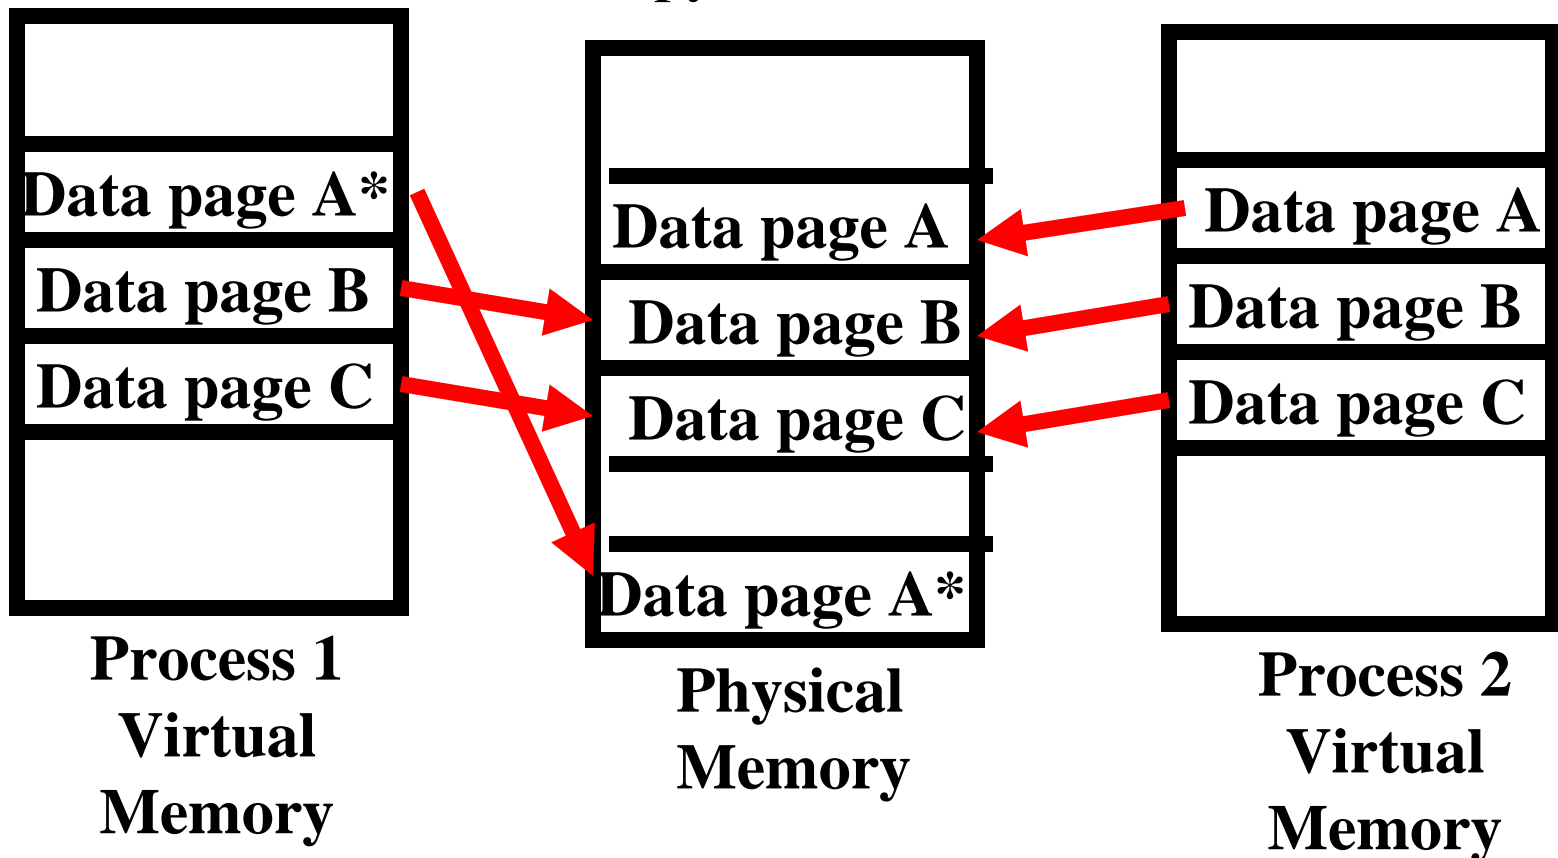 Data page A*
Data page B
Data page C
Process 1
Virtual
Memory
Data page A
Data page B
Data page C
Data page A*
Physical
Memory
Data page A
Data page B
Data page C
Process 2
Virtual
Memory